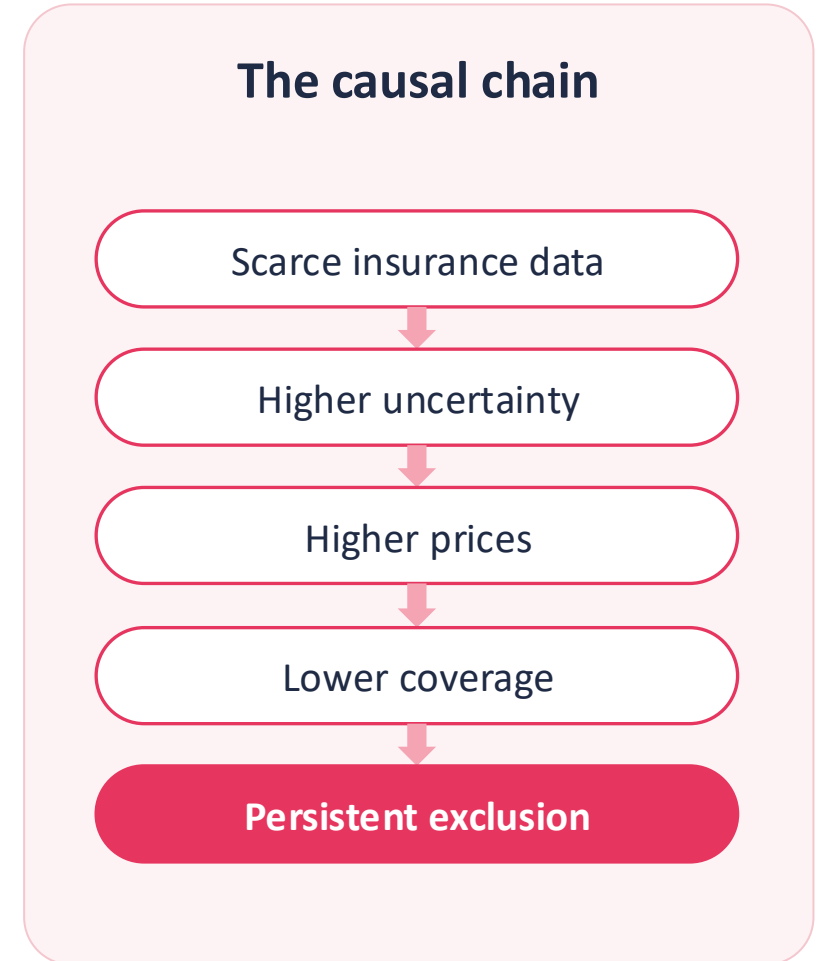 The causal chain
Scarce insurance data
Higher uncertainty
Higher prices
Lower coverage
Persistent exclusion